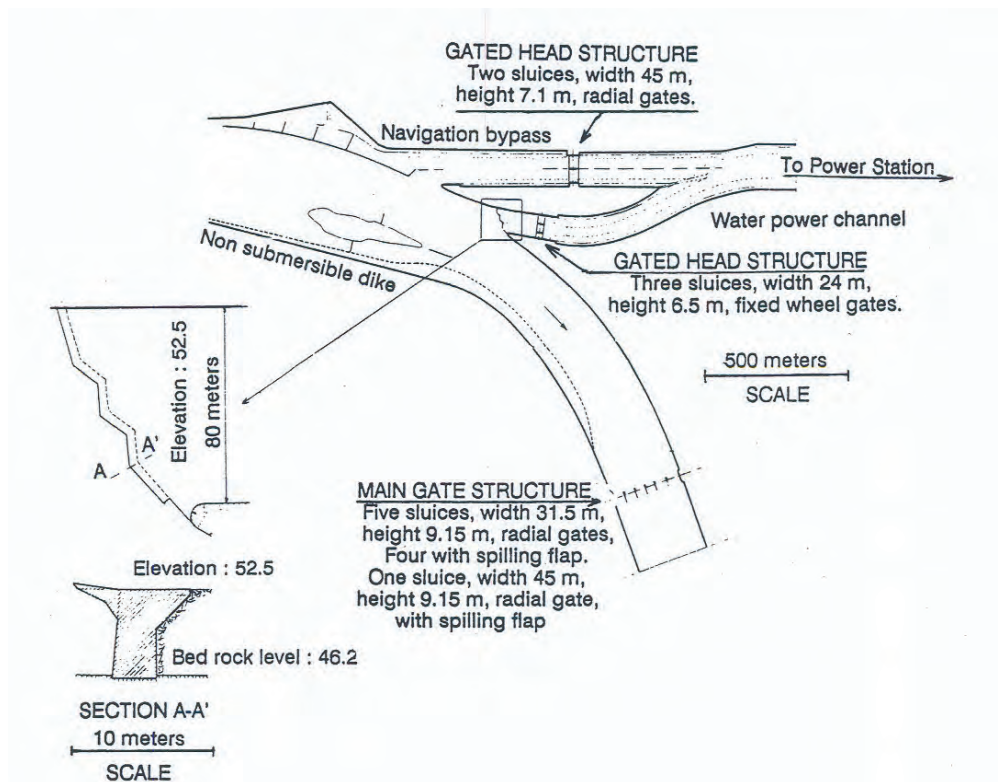 GATED HEAD STRUCTURE
Two sluices, width 45 m,
height 7.1 m, radial gates.
Navigation bypass
To Power Station
Water power channel
Non submersible dike
GATED HEAD STRUCTURE
Three sluices, width 24 m,
height 6.5 m, fixed wheel gates.
500 meters
SCALE
Elevation : 52.5
80 meters
A'
A
MAIN GATE STRUCTURE
Five sluices, width 31.5 m,
height 9.15 m, radial gates,
Four with spilling flap.
One sluice, width 45 m,
height 9.15 m, radial gate,
with spilling flap
Elevation : 52.5
Bed rock level : 46.2
SECTION A-A'
10 meters
SCALE